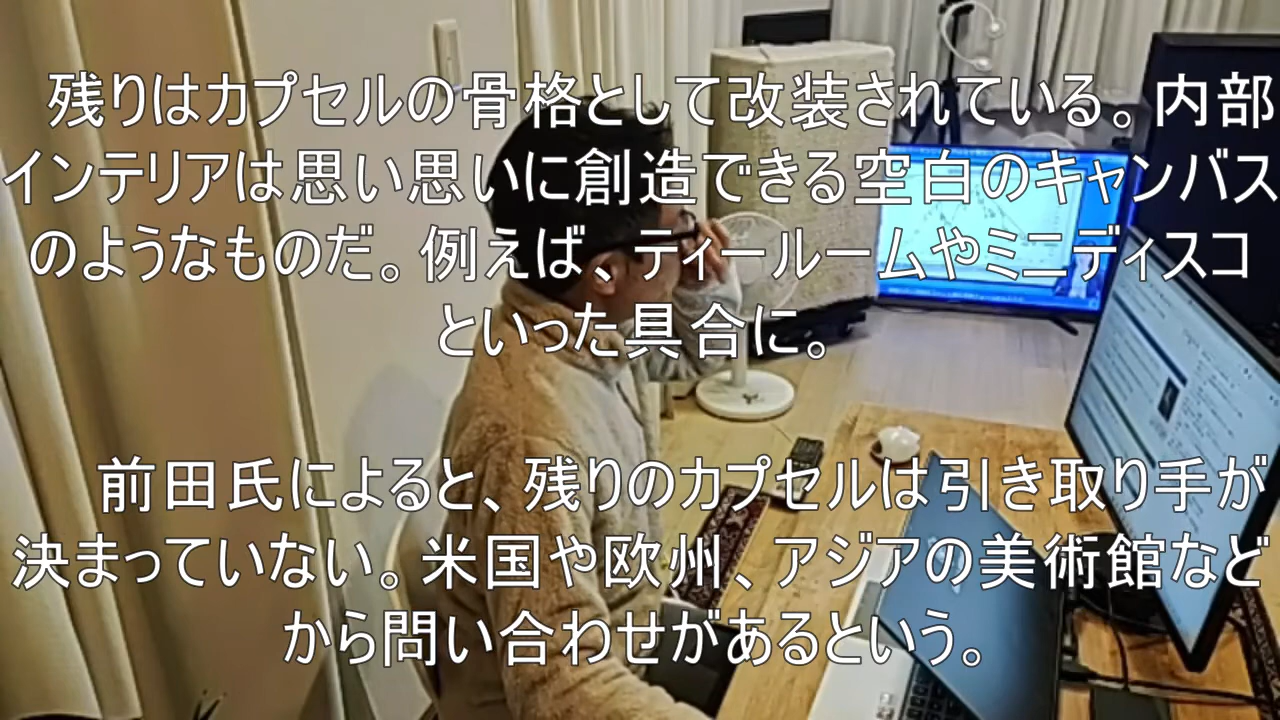 残りはカプセルの骨格として改装されている。内部
インテリアは思い思いに創造できる空白のキャンバス
のようなものだ。例えば、ティールームやミニディスコ
といった具合に。
前田氏によると、残りのカプセルは引き取り手が
決まっていない。米国や欧州、アジアの美術館など
から問い合わせがあるという。